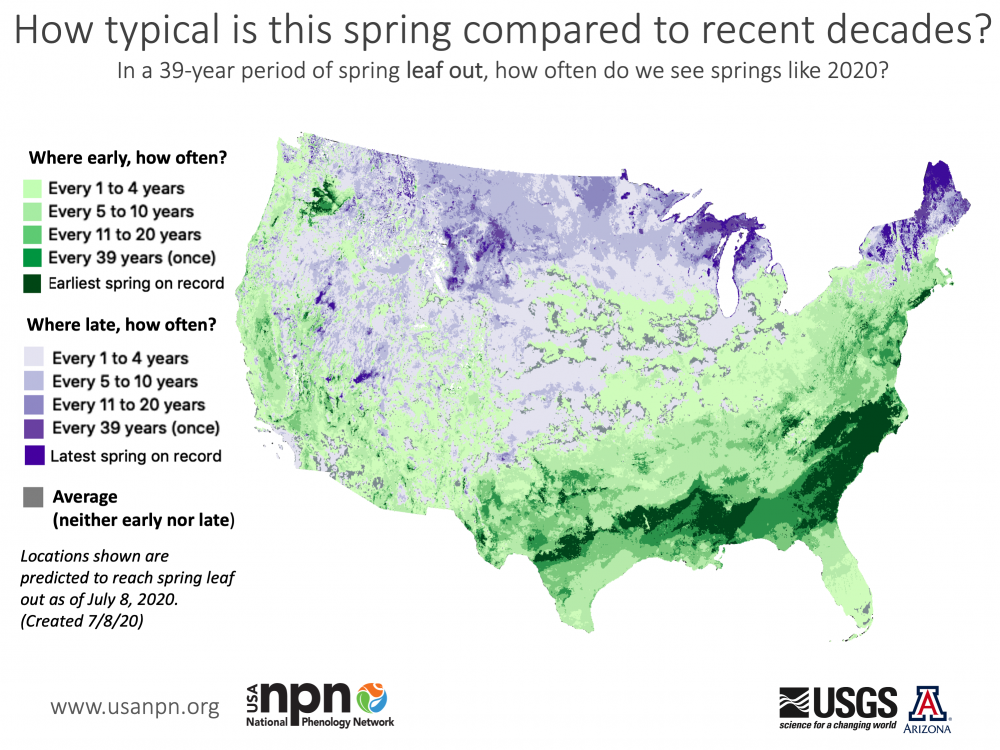 How typical is this spring compared to recent decades?
In a 39-year period of spring leaf out, how often do we see springs like 2020?
Where early, how often?
Every 1 to 4 years
Every 5 to 10 years
Every 11 to 20 years
Every 39 years (once)
Earliest spring on record
Where late, how often?
Every 1 to 4 years
Every 5 to 10 years
Every 11 to 20 years
Every 39 years (once)
Latest spring on record
Average
(neither early nor late)
Locations shown are
predicted to reach spring leaf
out as of July 8, 2020.
(Created 7/8/20)
www.usanpn.org
USA npn
National Phenology Network
USGS
science for a changing world
A
ARIZONA